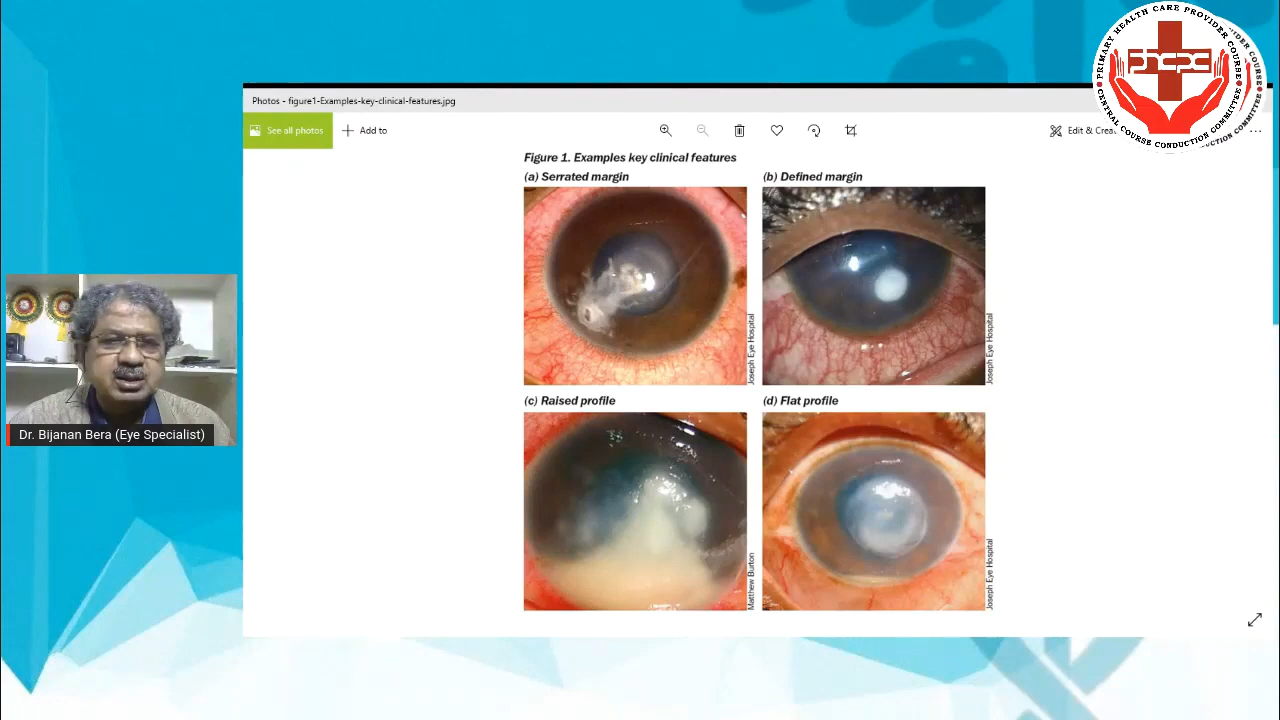 PRIMARY HEALTH CARE PROVIDER COURSE
PHCPC
CENTRAL COURSE CONDUCTION COMMITTEE
Photos - figure1-Examples-key-clinical-features.jpg
See all photos
Add to
Figure 1. Examples key clinical features
(a) Serrated margin
(b) Defined margin
Joseph Eye Hospital
Joseph Eye Hospital
(c) Raised profile
(d) Flat profile
Matthew Burton
Joseph Eye Hospital
Dr. Bijanan Bera (Eye Specialist)